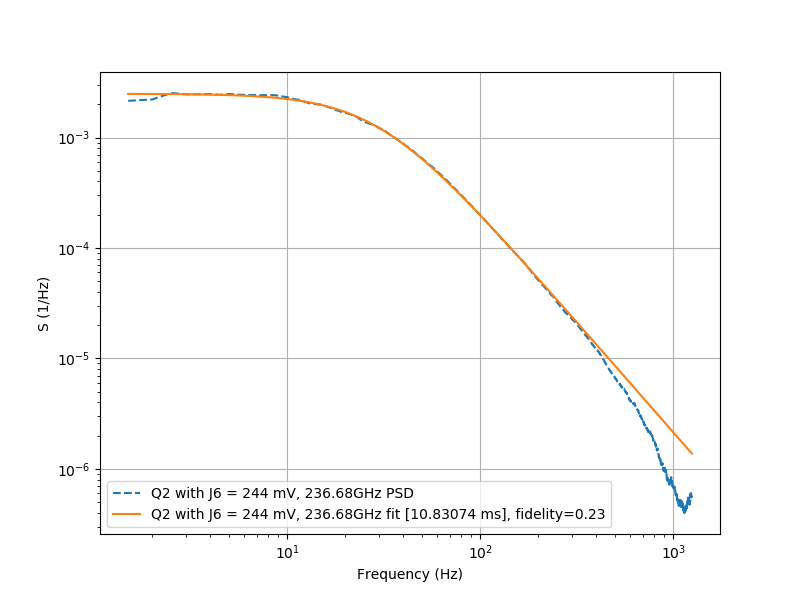 10⁻³
10⁻⁴
10⁻⁵
10⁻⁶
S (1/Hz)
Q2 with J6 = 244 mV, 236.68GHz PSD
Q2 with J6 = 244 mV, 236.68GHz fit [10.83074 ms], fidelity=0.23
10¹ 10² 10³
Frequency (Hz)